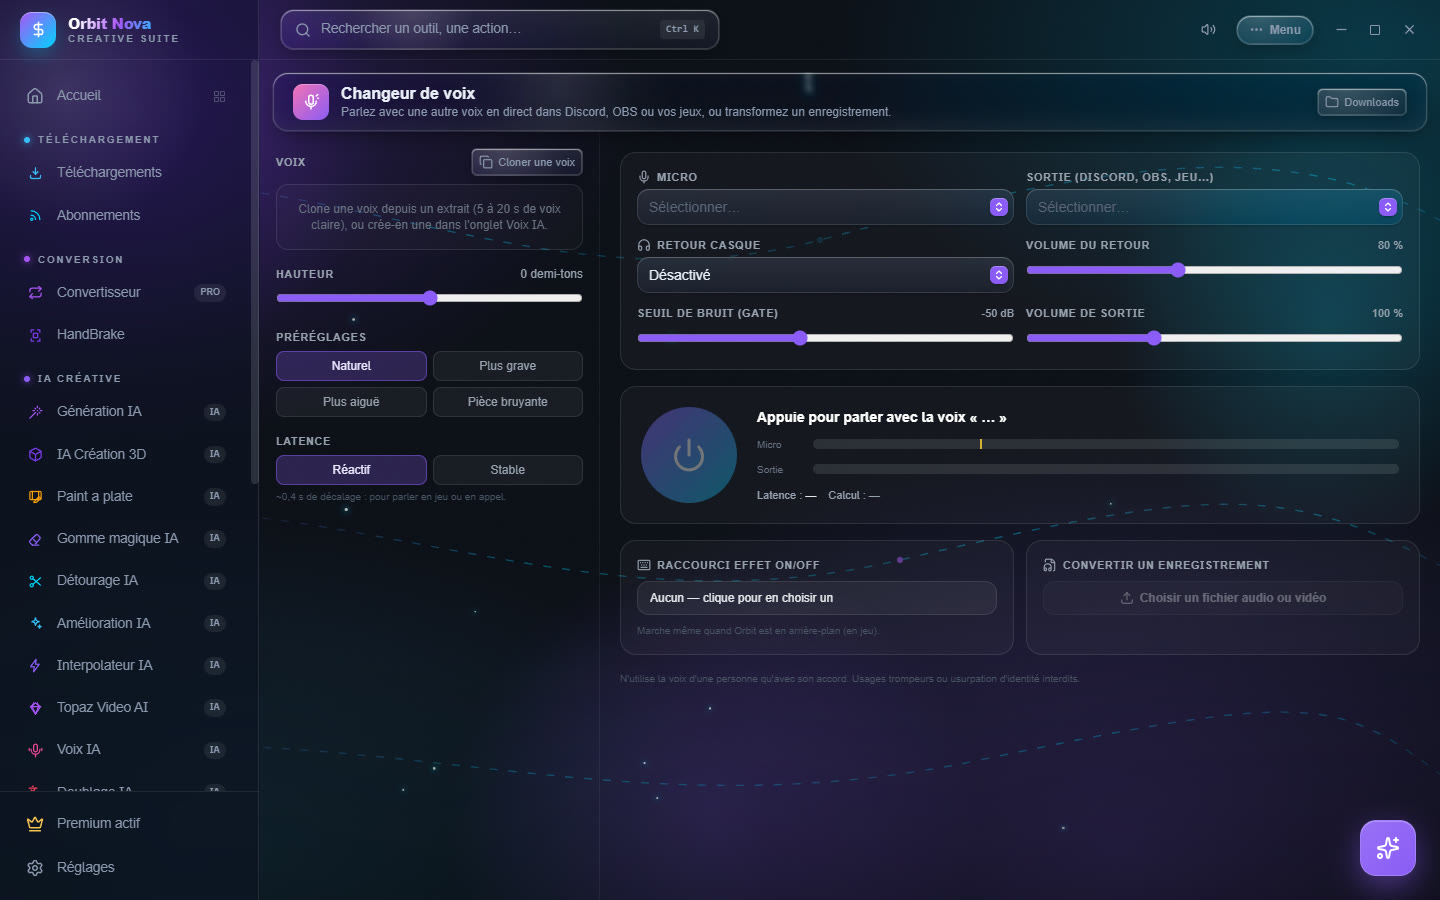 Orbit Nova
CREATIVE SUITE
Rechercher un outil, une action…
Ctrl K
Menu
Accueil
TÉLÉCHARGEMENT
Téléchargements
Abonnements
CONVERSION
Convertisseur
PRO
HandBrake
IA CRÉATIVE
Génération IA
IA
IA Création 3D
IA
Paint a plate
IA
Gomme magique IA
IA
Détourage IA
IA
Amélioration IA
IA
Interpolateur IA
IA
Topaz Video AI
IA
Voix IA
IA
Doublage IA
IA
Premium actif
Réglages
Changeur de voix
Parlez avec une autre voix en direct dans Discord, OBS ou vos jeux, ou transformez un enregistrement.
Downloads
VOIX
Cloner une voix
Clone une voix depuis un extrait (5 à 20 s de voix
claire), ou crée-en une dans l'onglet Voix IA.
HAUTEUR
0 demi-tons
PRÉRÉGLAGES
Naturel
Plus grave
Plus aiguë
Pièce bruyante
LATENCE
Réactif
Stable
~0,4 s de décalage : pour parler en jeu ou en appel.
MICRO
Sélectionner…
SORTIE (DISCORD, OBS, JEU…)
Sélectionner…
RETOUR CASQUE
Désactivé
VOLUME DU RETOUR
80 %
SEUIL DE BRUIT (GATE)
-50 dB
VOLUME DE SORTIE
100 %
Appuie pour parler avec la voix « … »
Micro
Sortie
Latence : —
Calcul : —
RACCOURCI EFFET ON/OFF
Aucun — clique pour en choisir un
Marche même quand Orbit est en arrière-plan (en jeu).
CONVERTIR UN ENREGISTREMENT
Choisir un fichier audio ou vidéo
N'utilise la voix d'une personne qu'avec son accord. Usages trompeurs ou usurpation d'identité interdits.